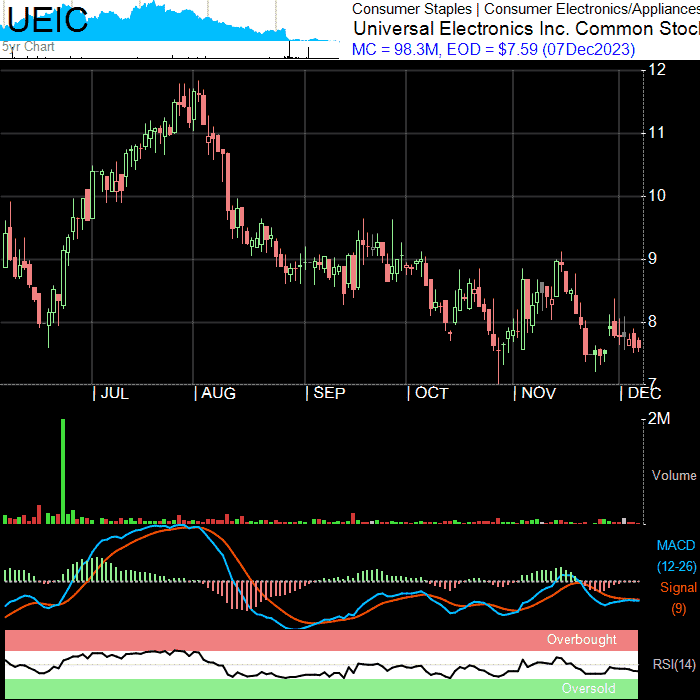 UEIC
5yr Chart
Consumer Staples | Consumer Electronics/Appliances
Universal Electronics Inc. Common Stoc
MC = 98.3M, EOD = $7.59 (07Dec2023)
12
11
10
9
8
7
JUL
AUG
SEP
OCT
NOV
DEC
2M
Volume
MACD
(12-26)
Signal
(9)
Overbought
RSI(14)
Oversold